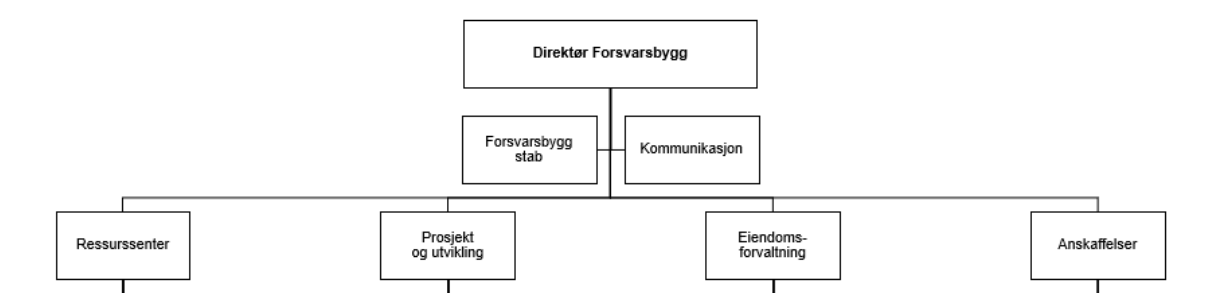 Direktør Forsvarsbygg
Forsvarsbygg
stab
Kommunikasjon
Ressurssenter
Prosjekt
og utvikling
Eiendoms-
forvaltning
Anskaffelser